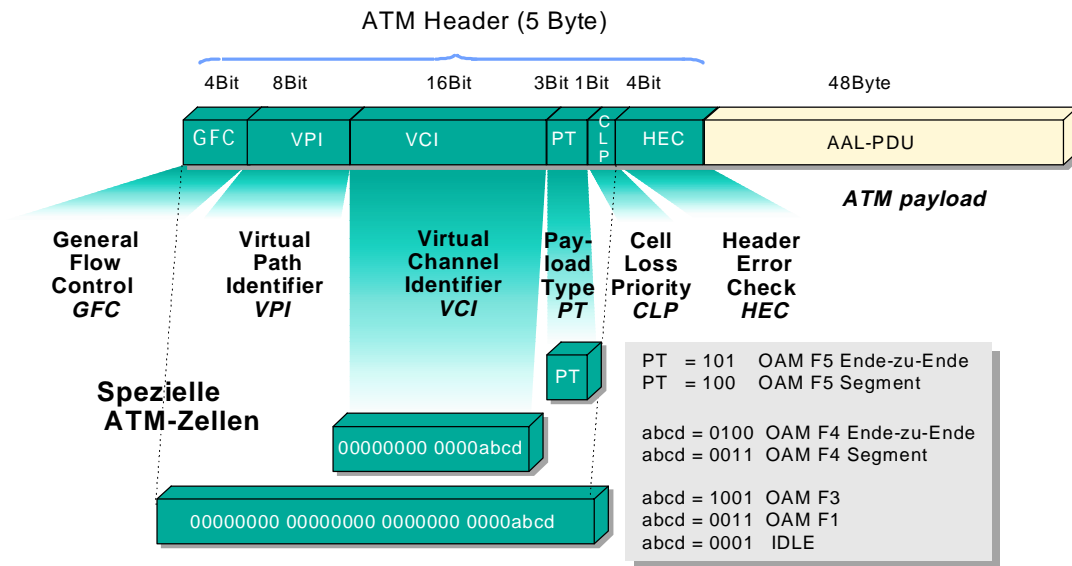 ATM Header (5 Byte)
4Bit 8Bit 16Bit 3Bit 1Bit 4Bit 48Byte
GFC VPI VCI PT CLP HEC AAL-PDU
ATM payload
General
Flow
Control
GFC
Virtual
Path
Identifier
VPI
Virtual
Channel
Identifier
VCI
Pay-
load
Type
PT
Cell
Loss
Priority
CLP
Header
Error
Check
HEC
Spezielle
ATM-Zellen
PT
00000000 0000abcd
00000000 00000000 0000000 0000abcd
PT = 101 OAM F5 Ende-zu-Ende
PT = 100 OAM F5 Segment
abcd = 0100 OAM F4 Ende-zu-Ende
abcd = 0011 OAM F4 Segment
abcd = 1001 OAM F3
abcd = 0011 OAM F1
abcd = 0001 IDLE